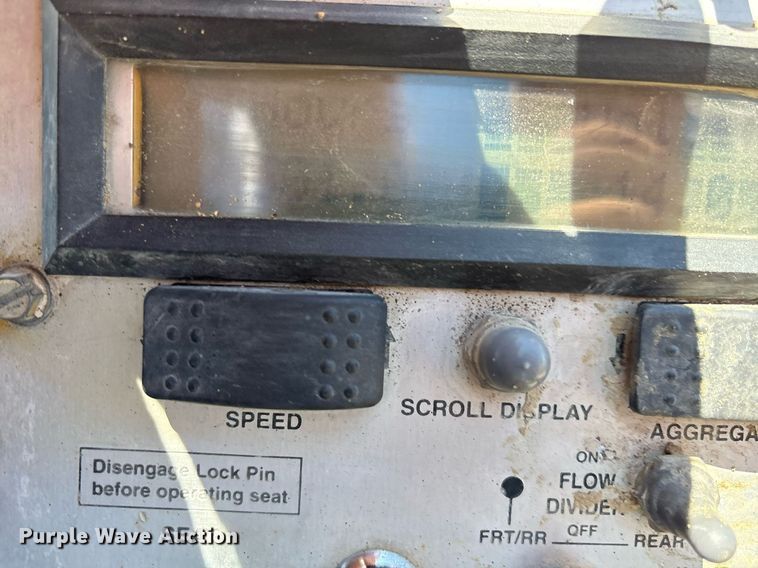 SPEED
SCROLL DISPLAY
AGGREGA
Disengage Lock Pin
before operating seat
ON
FLOW
DIVIDER
OFF
FRT/RR
REAR
Purple Wave Auction